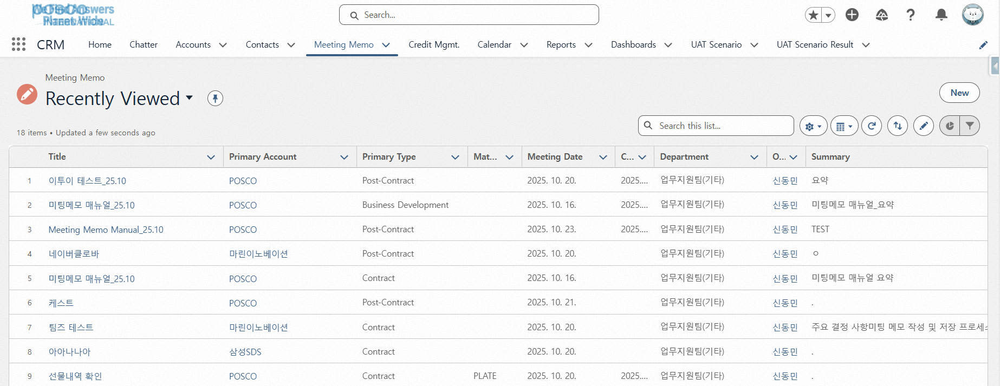 posco
We Find Answers
Planet-Wide
INTERNATIONAL
Search...
CRM Home Chatter Accounts Contacts Meeting Memo Credit Mgmt. Calendar Reports Dashboards UAT Scenario UAT Scenario Result
Meeting Memo
Recently Viewed
New
18 items • Updated a few seconds ago
Search this list...
Title Primary Account Primary Type Mat... Meeting Date C... Department O... Summary
1 이투이 테스트_25.10 POSCO Post-Contract 2025. 10. 20. 2025.... 업무지원팀(기타) 신동민 요약
2 미팅메모 매뉴얼_25.10 POSCO Business Development 2025. 10. 16. 2025.... 업무지원팀(기타) 신동민 미팅메모 매뉴얼_요약
3 Meeting Memo Manual_25.10 POSCO Post-Contract 2025. 10. 23. 2025.... 업무지원팀(기타) 신동민 TEST
4 네이버클로바 마린이노베이션 Post-Contract 2025. 10. 20. 업무지원팀(기타) 신동민 ㅇ
5 미팅메모 매뉴얼_25.10 POSCO Contract 2025. 10. 16. 업무지원팀(기타) 신동민 미팅메모 매뉴얼 요약
6 케스트 POSCO Post-Contract 2025. 10. 21. 업무지원팀(기타) 신동민 .
7 팀즈 테스트 마린이노베이션 Contract 2025. 10. 20. 업무지원팀(기타) 신동민 주요 결정 사항미팅 메모 작성 및 저장 프로세스
8 아아나나아 삼성SDS Contract 2025. 10. 20. 업무지원팀(기타) 신동민 .
9 선물내역 확인 POSCO Contract PLATE 2025. 10. 20. 2025.... 업무지원팀(기타) 신동민 .